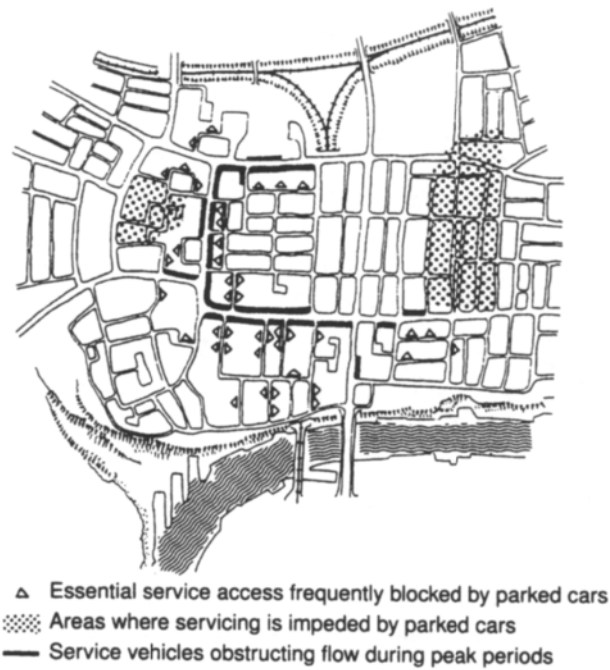 Essential service access frequently blocked by parked cars
Areas where servicing is impeded by parked cars
Service vehicles obstructing flow during peak periods